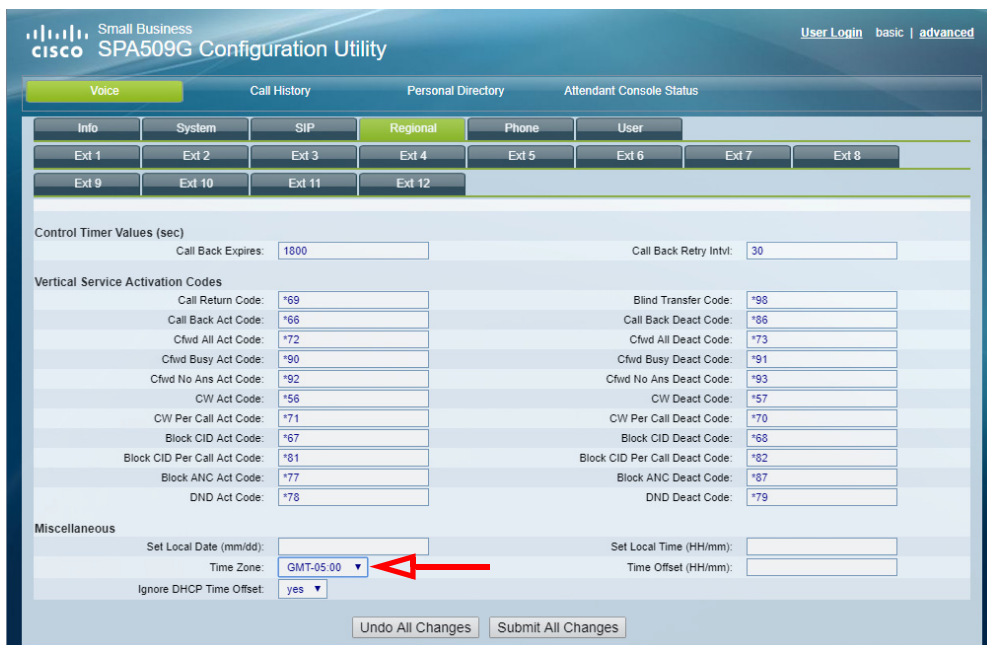 Small Business
cisco SPA509G Configuration Utility
User Login basic | advanced
Voice Call History Personal Directory Attendant Console Status
Info System SIP Regional Phone User
Ext 1 Ext 2 Ext 3 Ext 4 Ext 5 Ext 6 Ext 7 Ext 8
Ext 9 Ext 10 Ext 11 Ext 12
Control Timer Values (sec)
Call Back Expires: 1800 Call Back Retry Intvl: 30
Vertical Service Activation Codes
Call Return Code: *69 Blind Transfer Code: *98
Call Back Act Code: *66 Call Back Deact Code: *86
Cfwd All Act Code: *72 Cfwd All Deact Code: *73
Cfwd Busy Act Code: *90 Cfwd Busy Deact Code: *91
Cfwd No Ans Act Code: *92 Cfwd No Ans Deact Code: *93
CW Act Code: *56 CW Deact Code: *57
CW Per Call Act Code: *71 CW Per Call Deact Code: *70
Block CID Act Code: *67 Block CID Deact Code: *68
Block CID Per Call Act Code: *81 Block CID Per Call Deact Code: *82
Block ANC Act Code: *77 Block ANC Deact Code: *87
DND Act Code: *78 DND Deact Code: *79
Miscellaneous
Set Local Date (mm/dd): Set Local Time (HH/mm):
Time Zone: GMT-05:00 Time Offset (HH/mm):
Ignore DHCP Time Offset: yes
Undo All Changes Submit All Changes